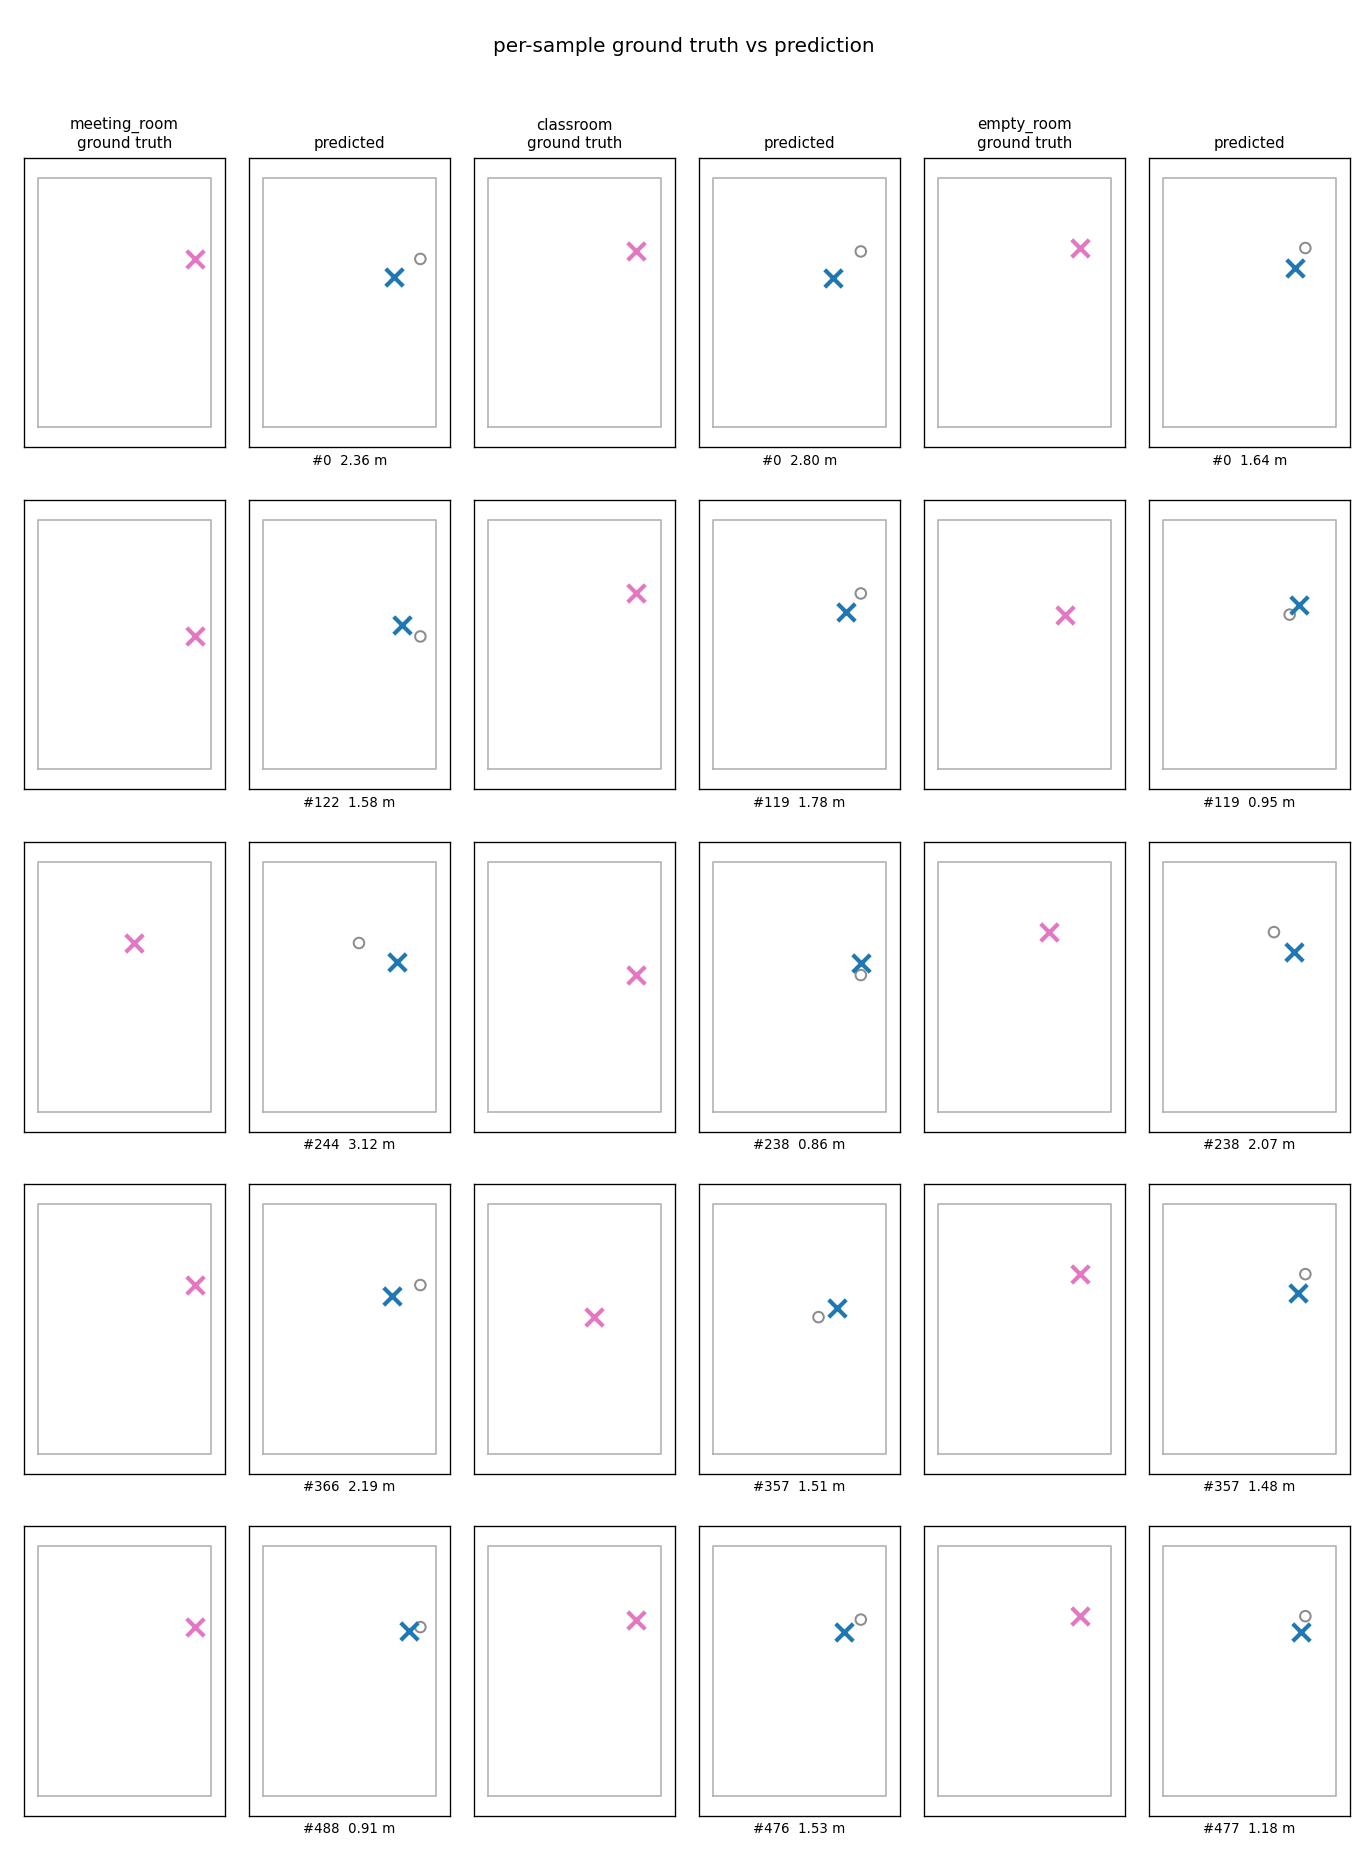 per-sample ground truth vs prediction
meeting_room
ground truth
predicted
classroom
ground truth
predicted
empty_room
ground truth
predicted
#0  2.36 m
#0  2.80 m
#0  1.64 m
#122  1.58 m
#119  1.78 m
#119  0.95 m
#244  3.12 m
#238  0.86 m
#238  2.07 m
#366  2.19 m
#357  1.51 m
#357  1.48 m
#488  0.91 m
#476  1.53 m
#477  1.18 m